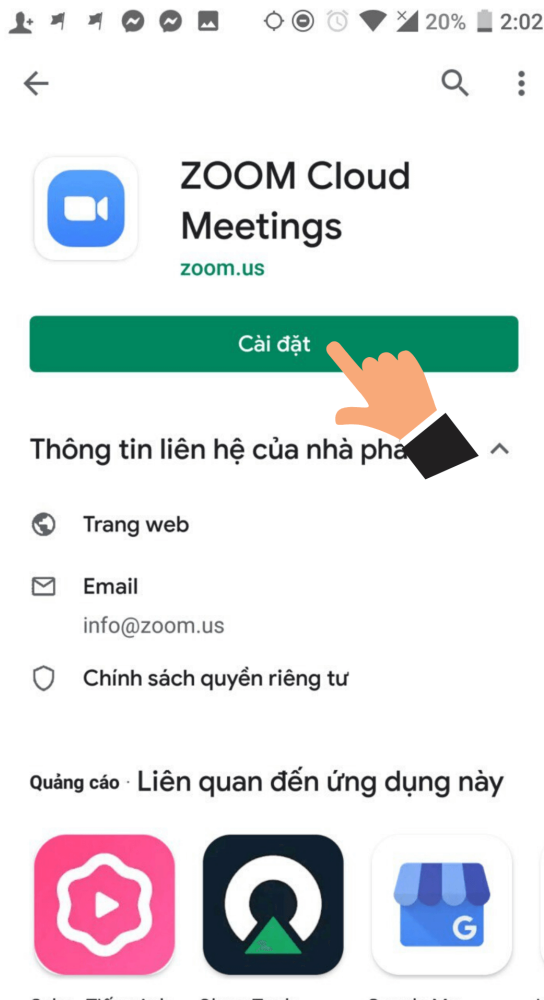 20% 2:02
ZOOM Cloud
Meetings
zoom.us
Cài đặt
Thông tin liên hệ của nhà
Trang web
Email
info@zoom.us
Chính sách quyền riêng tư
Quảng cáo · Liên quan đến ứng dụng này
G